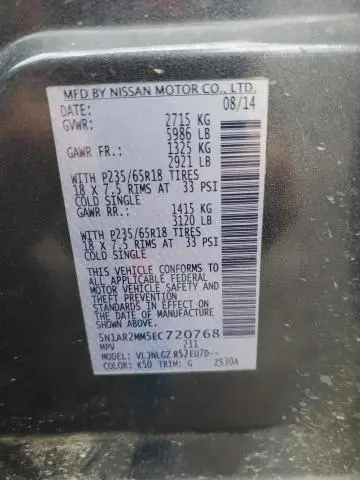 MFD BY NISSAN MOTOR CO., LTD.
DATE: 08/14
GVWR: 2715 KG
5986 LB
GAWR FR.: 1325 KG
2921 LB
WITH P235/65R18 TIRES
18 X 7.5 RIMS AT 33 PSI
COLD SINGLE
GAWR RR.: 1415 KG
3120 LB
WITH P235/65R18 TIRES
18 X 7.5 RIMS AT 33 PSI
COLD SINGLE
THIS VEHICLE CONFORMS TO
ALL APPLICABLE FEDERAL
MOTOR VEHICLE SAFETY AND
STANDARDS IN EFFECT ON
THE DATE OF MANUFACTURE
SHOWN ABOVE.
5N1AR2MM5EC720768
MPV 211
MODEL: VLJNLGZ R52EU7D--
COLOR: K50 TRIM: G ZS30A